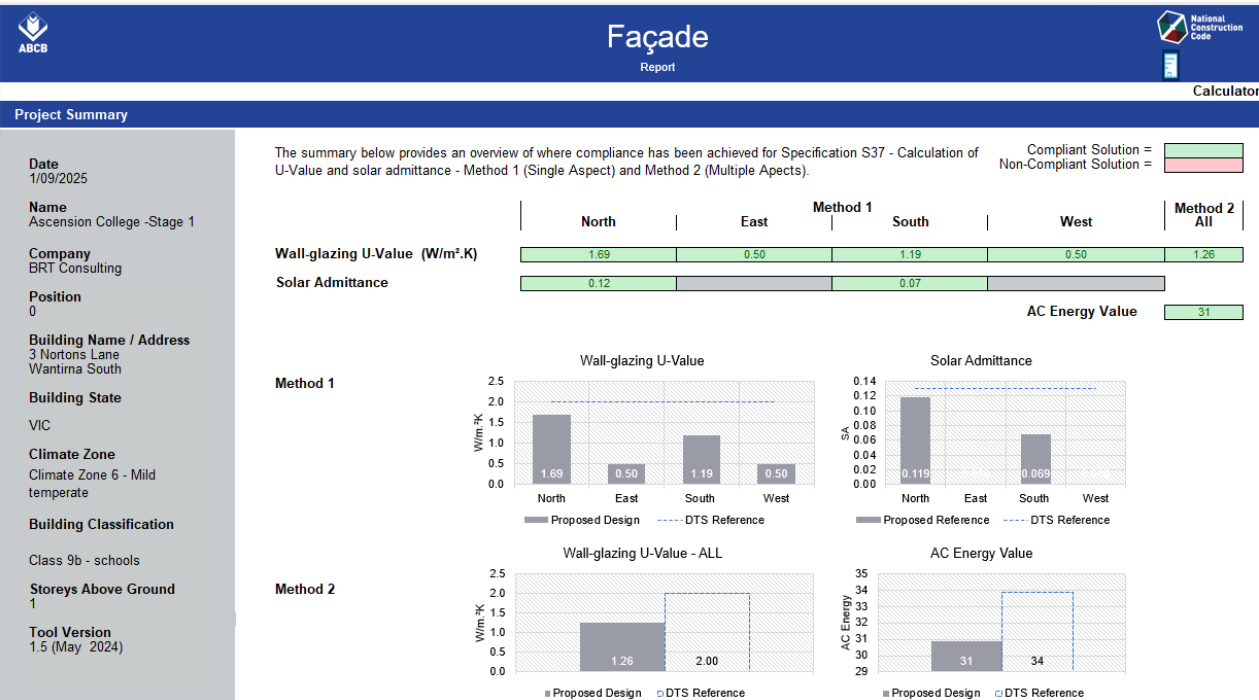 ABCB
Façade
Report
National
Construction
Code
Calculator
Project Summary
Date
1/09/2025
Name
Ascension College -Stage 1
Company
BRT Consulting
Position
0
Building Name / Address
3 Nortons Lane
Wantirna South
Building State
VIC
Climate Zone
Climate Zone 6 - Mild
temperate
Building Classification
Class 9b - schools
Storeys Above Ground
1
Tool Version
1.5 (May 2024)
The summary below provides an overview of where compliance has been achieved for Specification S37 - Calculation of
U-Value and solar admittance - Method 1 (Single Aspect) and Method 2 (Multiple Apects).
Compliant Solution =
Non-Compliant Solution =
Method 1 Method 2
North East South West All
Wall-glazing U-Value (W/m².K) 1.69 0.50 1.19 0.50 1.26
Solar Admittance 0.12 0.07
AC Energy Value 31
Method 1
Wall-glazing U-Value
W/m.²K
2.5
2.0
1.5
1.0
0.5
0.0
1.69 0.50 1.19 0.50
North East South West
Proposed Design DTS Reference
Solar Admittance
SA
0.14
0.12
0.10
0.08
0.06
0.04
0.02
0.00
0.119 0.069
North East South West
Proposed Reference DTS Reference
Method 2
Wall-glazing U-Value - ALL
W/m.²K
2.5
2.0
1.5
1.0
0.5
0.0
1.26 2.00
Proposed Design DTS Reference
AC Energy Value
AC Energy
35
34
33
32
31
30
29
31 34
Proposed Design DTS Reference